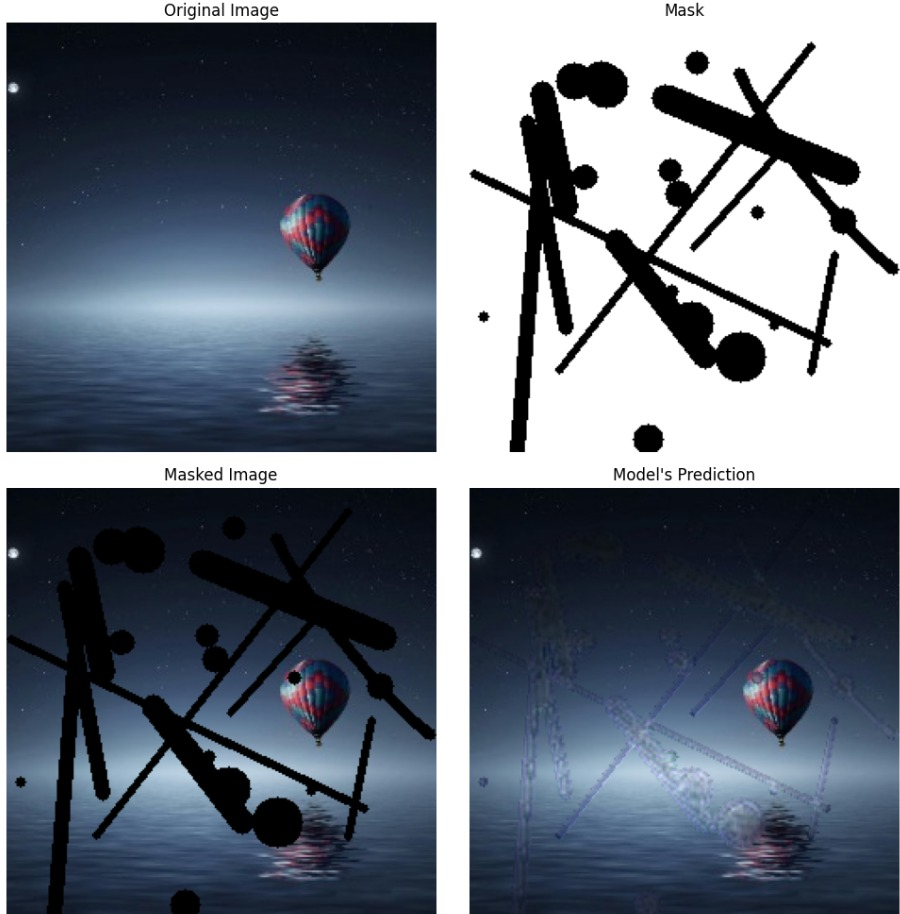 Original Image
Mask
Masked Image
Model's Prediction